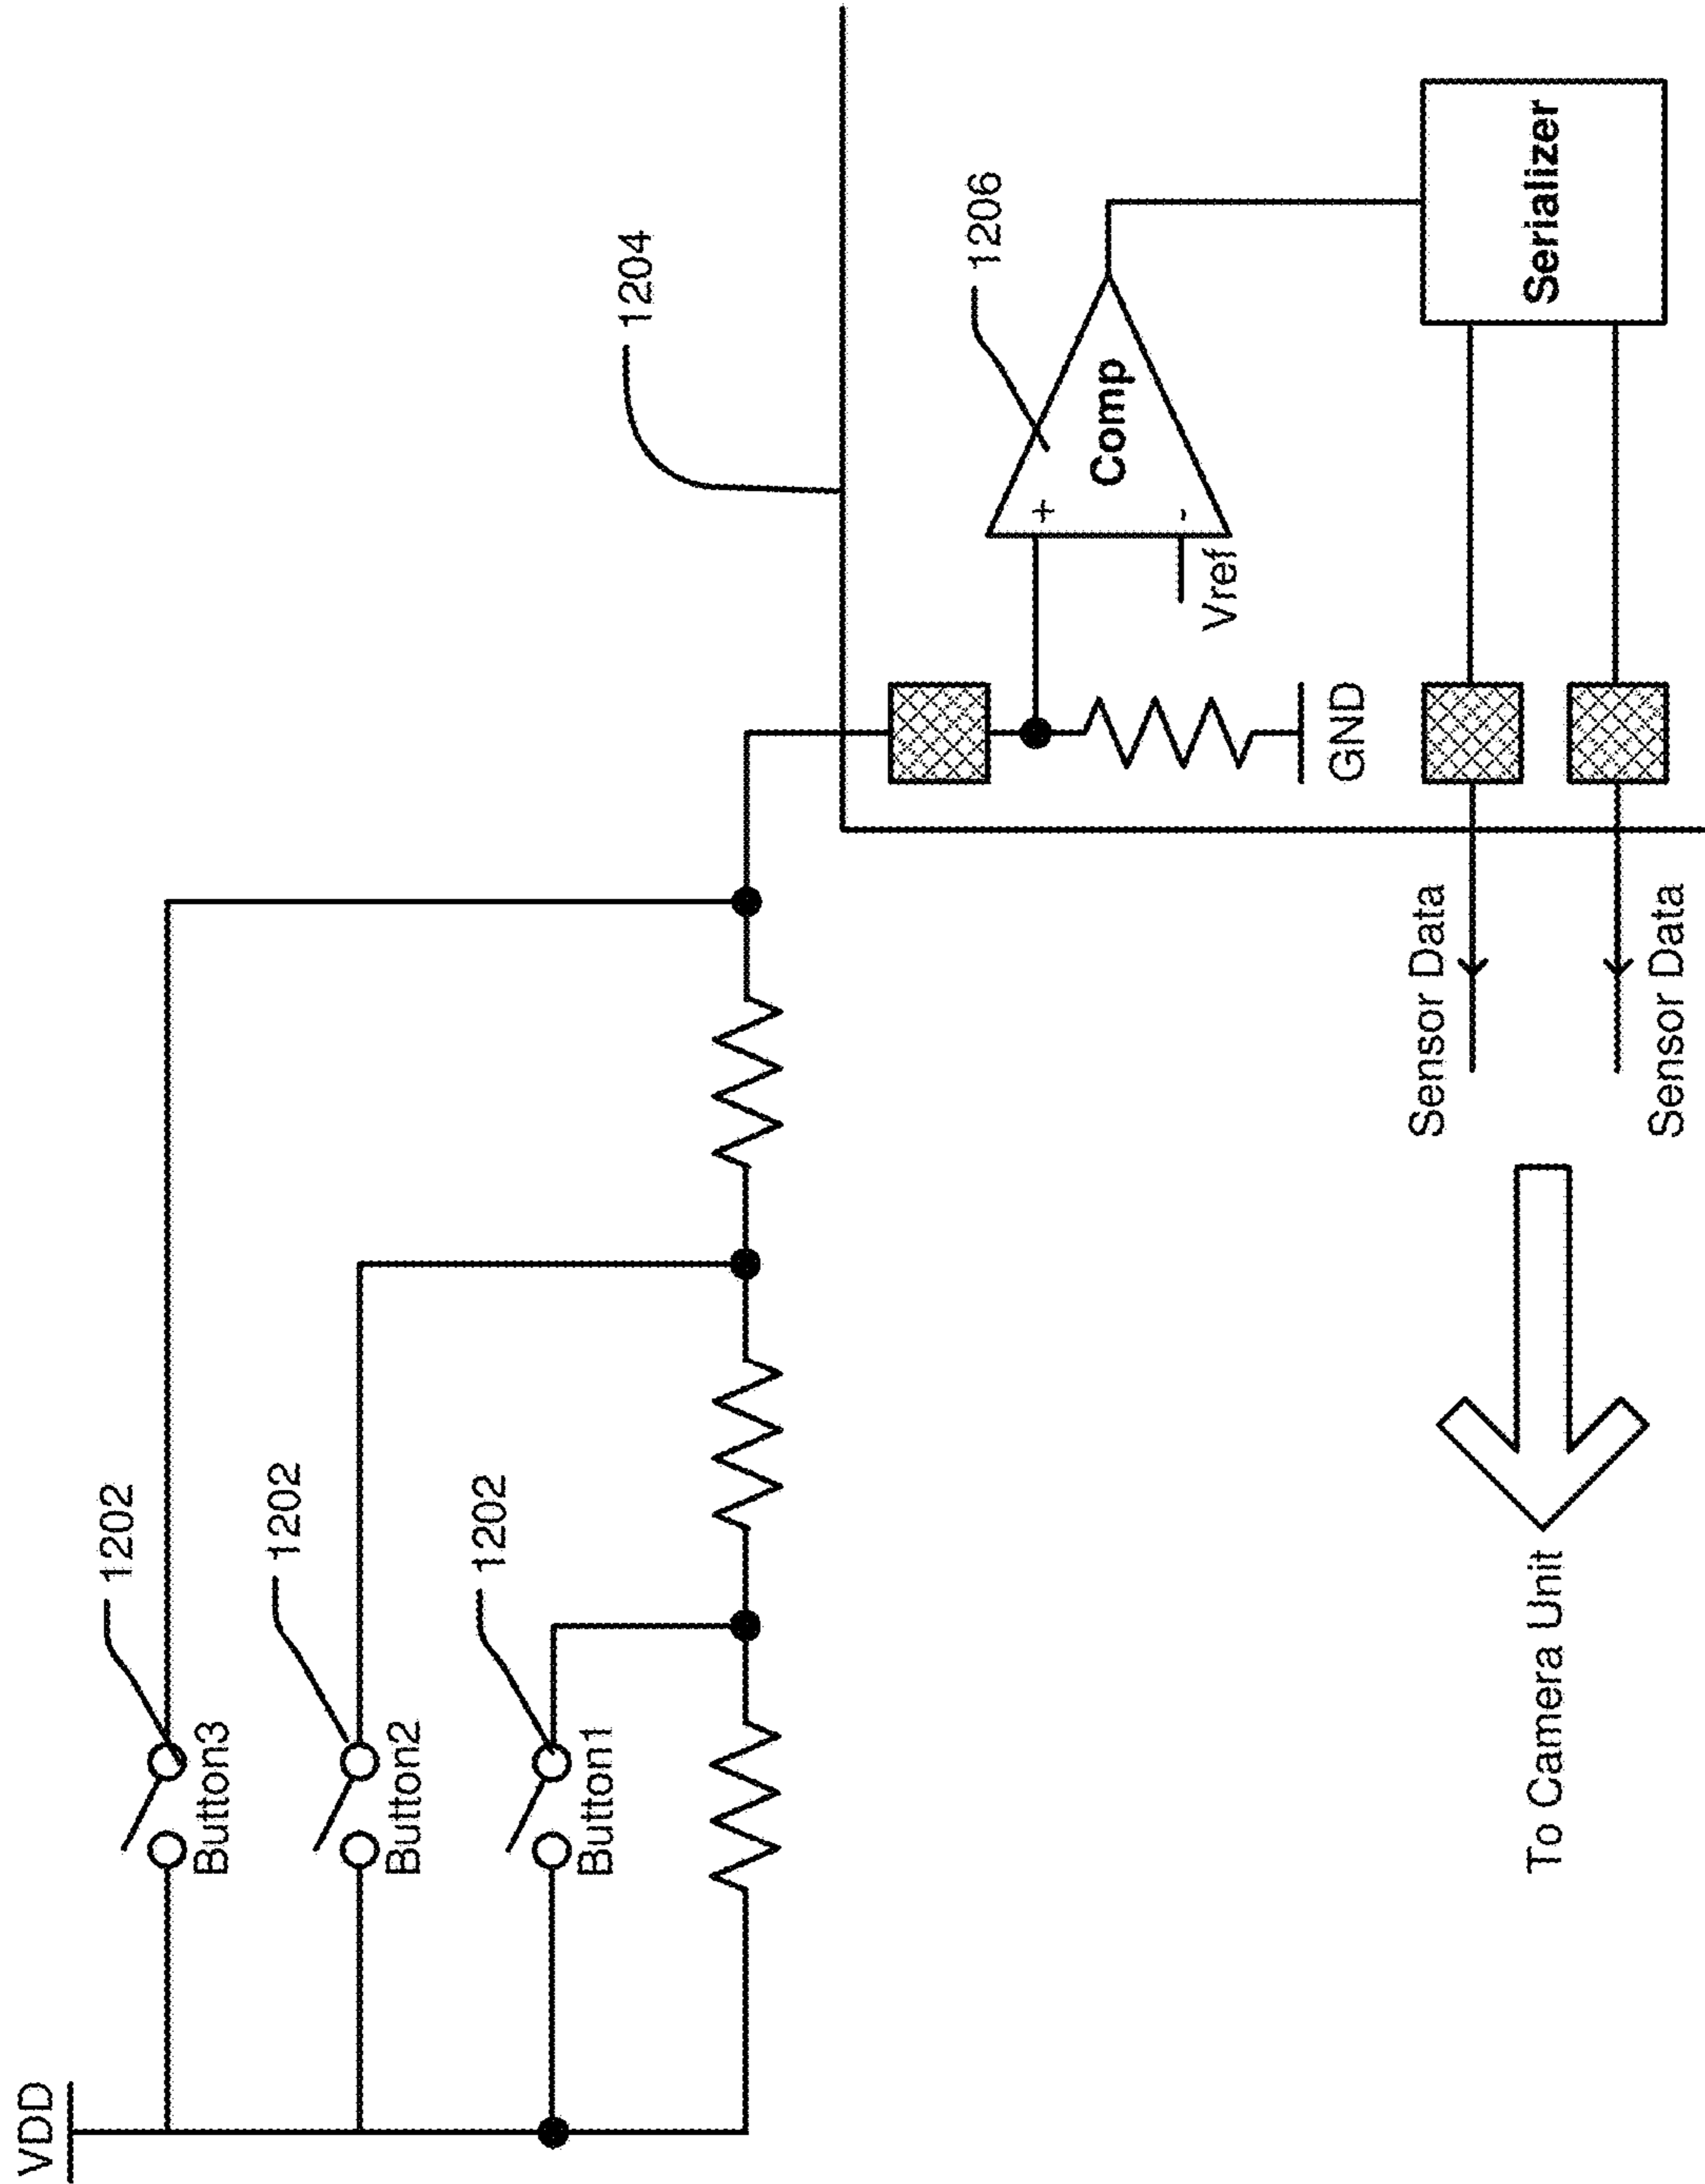 VDD
1202
Button3
1202
Button2
1202
Button1
1204
1206
+
Comp
-
Vref
GND
Serializer
Sensor Data
Sensor Data
To Camera Unit